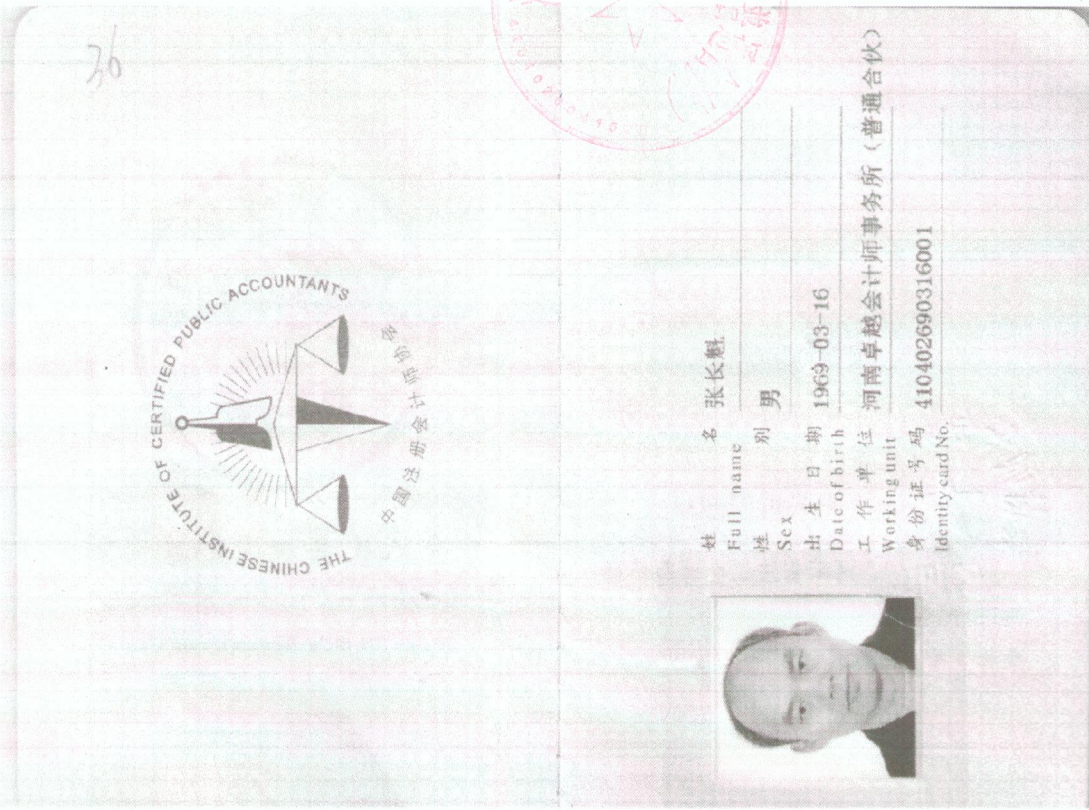 36
THE CHINESE INSTITUTE OF CERTIFIED PUBLIC ACCOUNTANTS
中国注册会计师协会
姓名 张长魁
Full name
性别 男
Sex
出生日期 1969-03-16
Date of birth
工作单位 河南卓越会计师事务所（普通合伙）
Working unit
身份证号码 410402690316001
Identity card No.